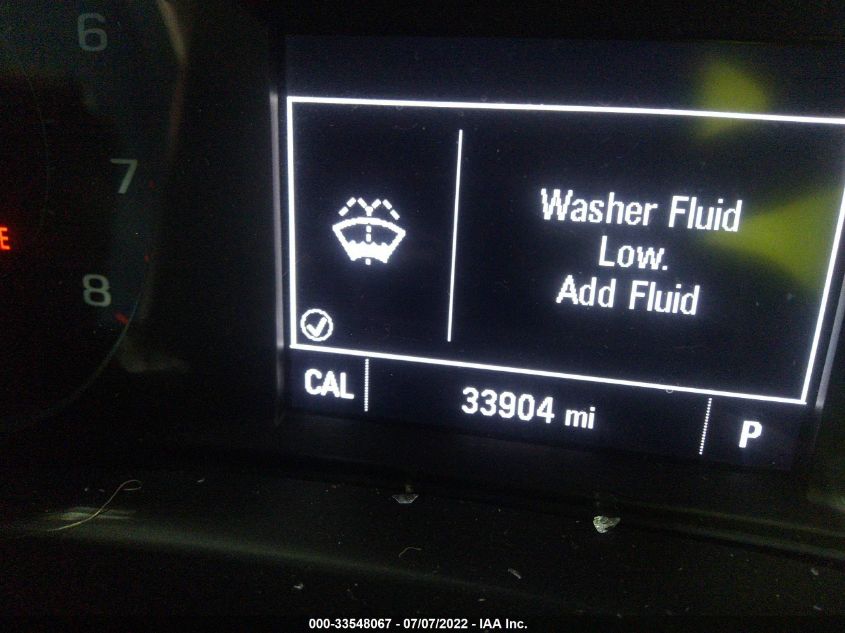 6
7
8
E
Washer Fluid
Low.
Add Fluid
CAL
33904 mi
P
000-33548067 - 07/07/2022 - IAA Inc.